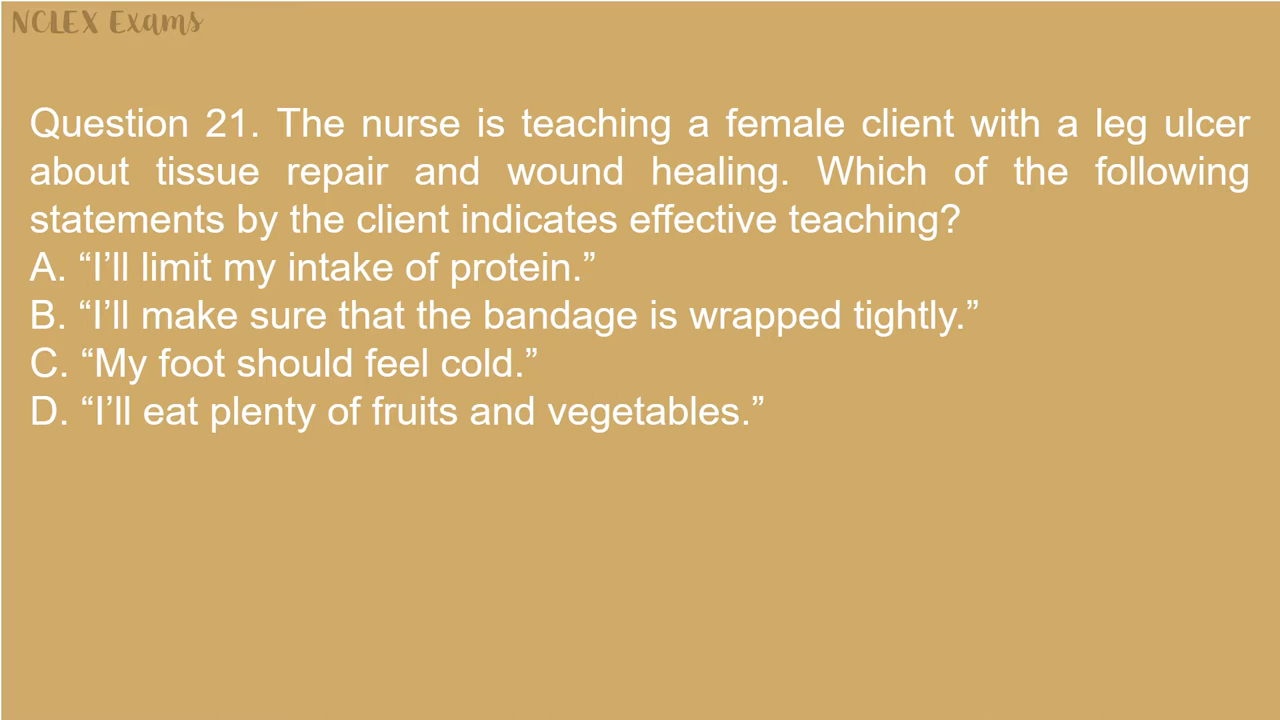 NCLEX Exams
Question 21. The nurse is teaching a female client with a leg ulcer
about tissue repair and wound healing. Which of the following
statements by the client indicates effective teaching?
A. “I’ll limit my intake of protein.”
B. “I’ll make sure that the bandage is wrapped tightly.”
C. “My foot should feel cold.”
D. “I’ll eat plenty of fruits and vegetables.”